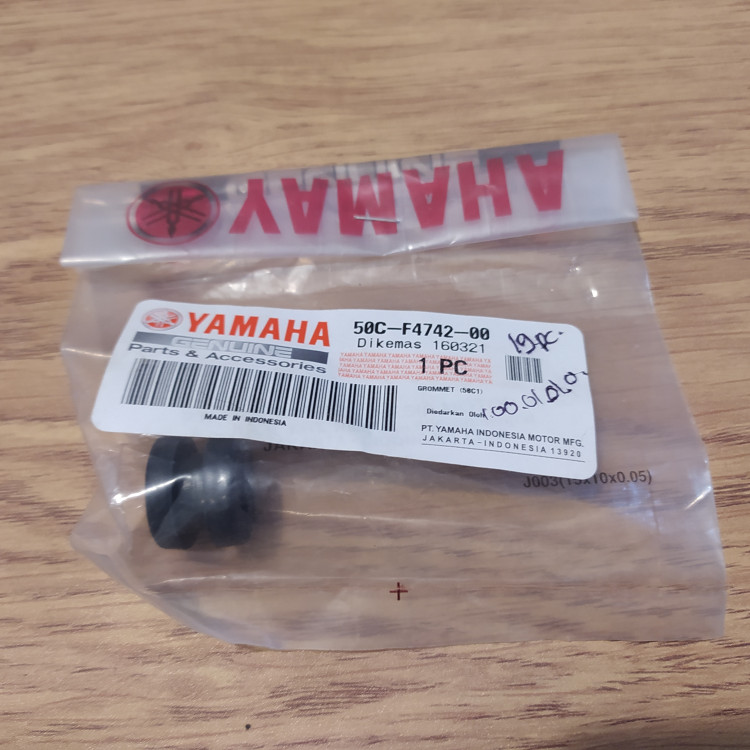 YAMAHA
YAMAHA
GENUINE
Parts & Accessories
50C-F4742-00
Dikemas 160321
1 PC
GROMMET (50C1)
Diedarkan Oleh
MADE IN INDONESIA
PT. YAMAHA INDONESIA MOTOR MFG.
JAKARTA-INDONESIA 13920
J003(15x10x0.05)